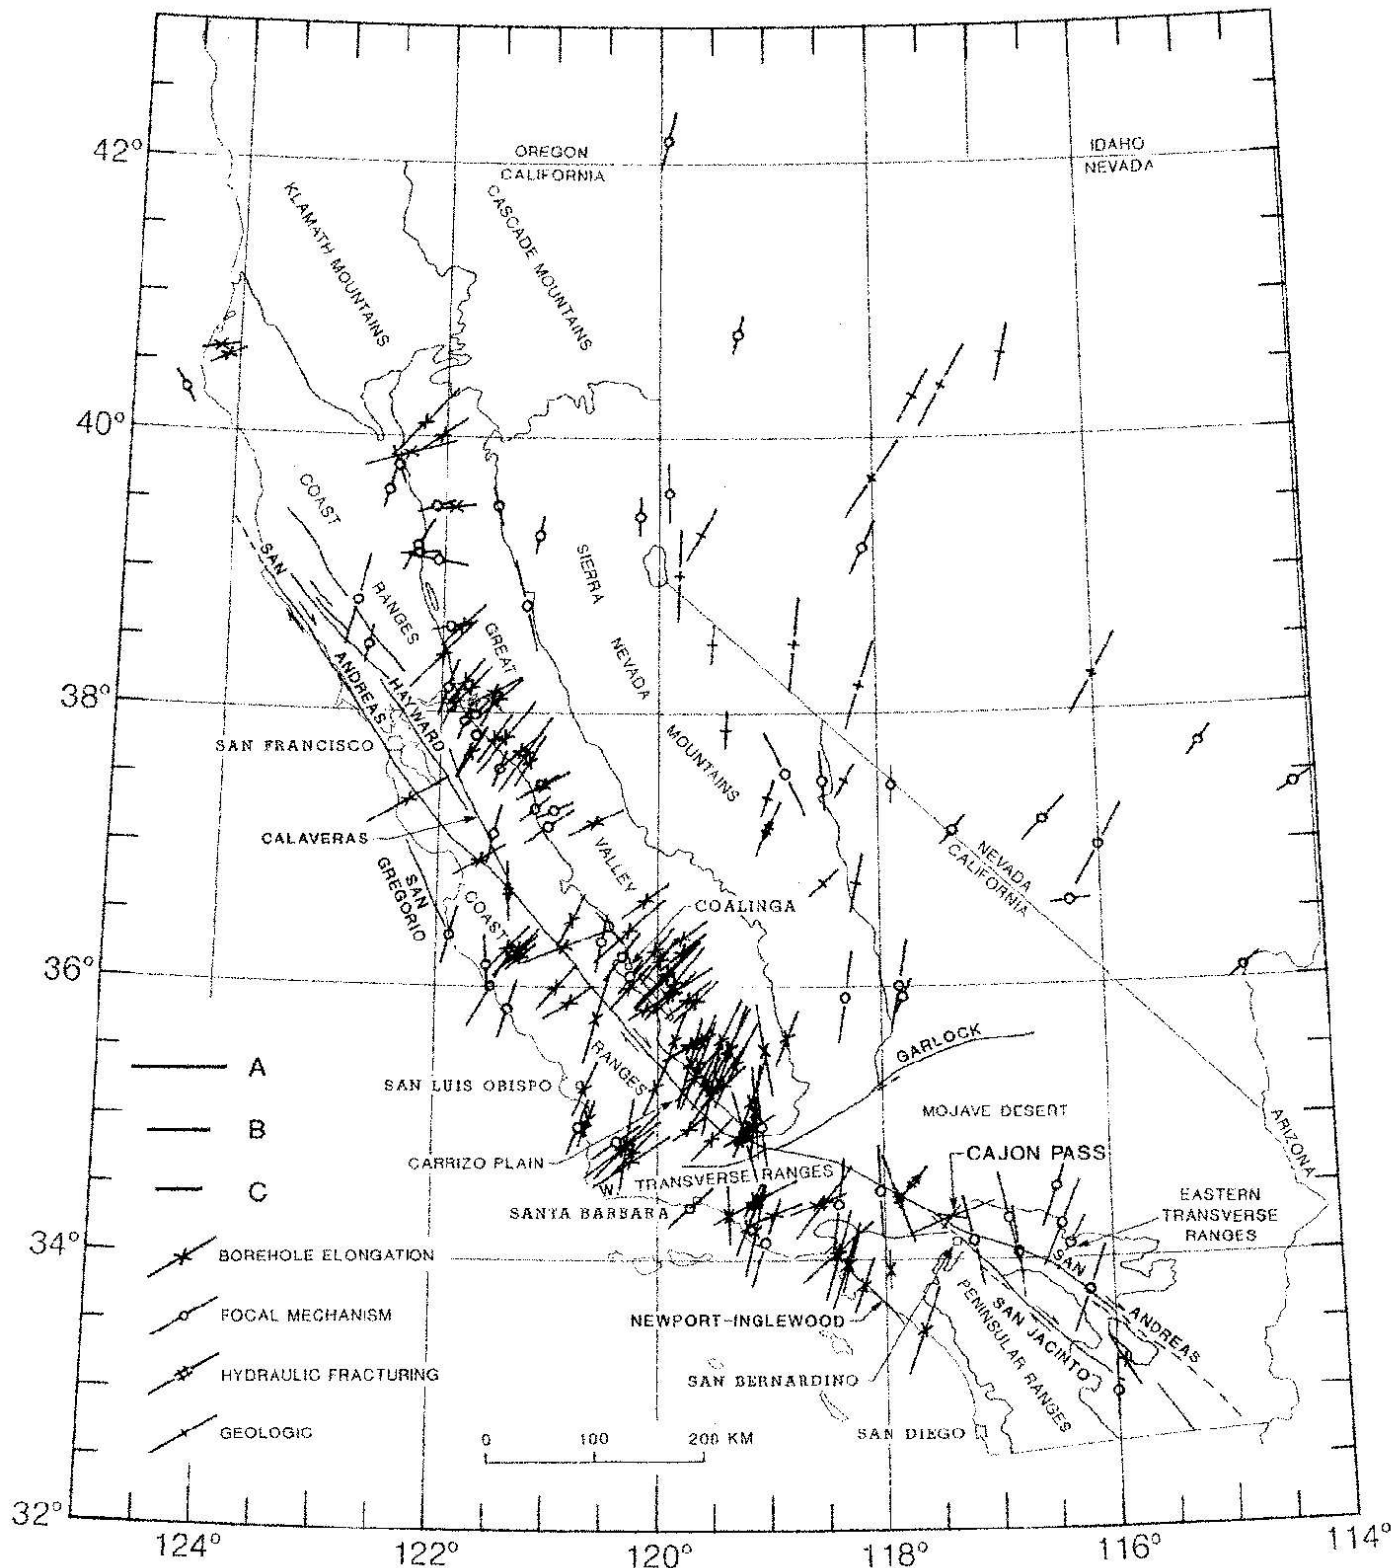 42°
OREGON
CALIFORNIA
IDAHO
NEVADA
KLAMATH MOUNTAINS
CASCADE MOUNTAINS
40°
COAST
RANGES
SAN
ANDREAS
HAYWARD
GREAT
VALLEY
SIERRA
NEVADA
MOUNTAINS
38°
SAN FRANCISCO
CALAVERAS
SAN
GREGORIO
COAST
RANGES
COALINGA
NEVADA
CALIFORNIA
36°
A
B
C
SAN LUIS OBISPO
GARLOCK
MOJAVE DESERT
ARIZONA
CARRIZO PLAIN
TRANSVERSE RANGES
CAJON PASS
W
SANTA BARBARA
EASTERN
TRANSVERSE
RANGES
34°
BOREHOLE ELONGATION
FOCAL MECHANISM
HYDRAULIC FRACTURING
GEOLOGIC
NEWPORT-INGLEWOOD
SAN
ANDREAS
SAN JACINTO
PENINSULAR RANGES
SAN BERNARDINO
SAN DIEGO
0 100 200 KM
32°
124° 122° 120° 118° 116° 114°